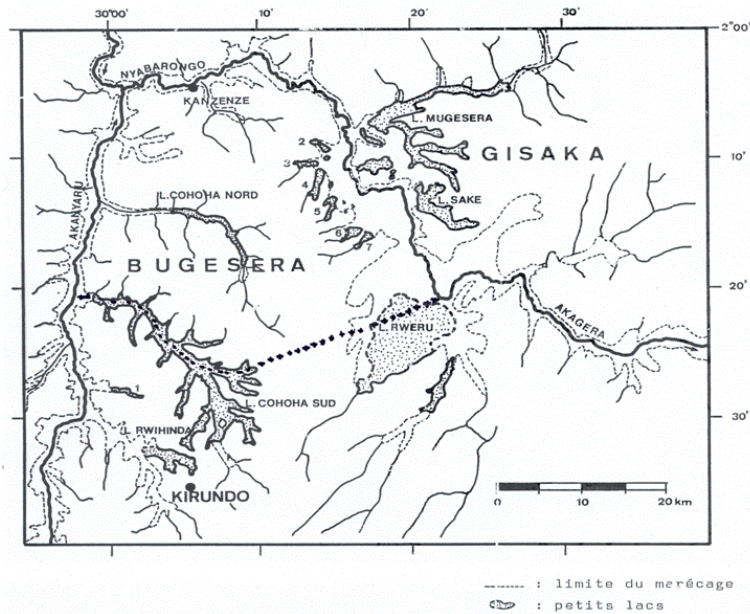 30°00'
10'
20'
30'
2°00'
NYABARONGO
KANZENZE
L. MUGESERA
GISAKA
2
3
4
5
6
7
10'
L. SAKE
L. COHOHA NORD
AKANYARU
BUGESERA
20'
L. RWERU
AKAGERA
1
L. COHOHA SUD
L. RWIHINDA
30'
KIRUNDO
0 10 20 km
: limite du marécage
: petits lacs